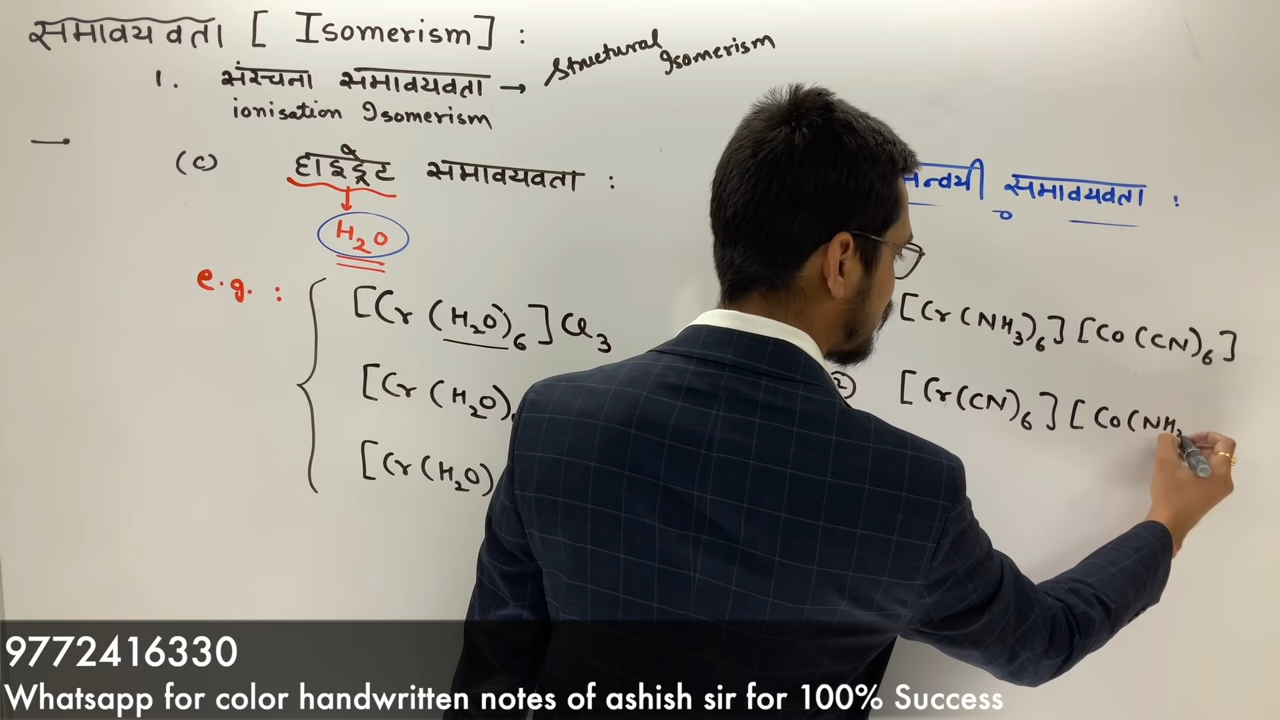 समावयवता [ Isomerism ] :
1. संरचना समावयवता → Structural Isomerism
ionisation Isomerism
(c) हाइड्रेट समावयवता :
H₂O
e.g. :
[Cr(H₂O)₆]Cl₃
[Cr(H₂O)
[Cr(H₂O)
समावयवता :
[Cr(NH₃)₆][Co(CN)₆]
② [Cr(CN)₆][Co(NH₃
9772416330
Whatsapp for color handwritten notes of ashish sir for 100% Success